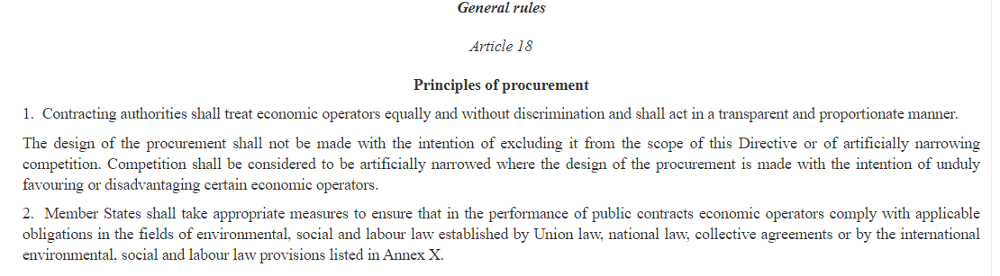 General rules
Article 18
Principles of procurement
1. Contracting authorities shall treat economic operators equally and without discrimination and shall act in a transparent and proportionate manner.
The design of the procurement shall not be made with the intention of excluding it from the scope of this Directive or of artificially narrowing
competition. Competition shall be considered to be artificially narrowed where the design of the procurement is made with the intention of unduly
favouring or disadvantaging certain economic operators.
2. Member States shall take appropriate measures to ensure that in the performance of public contracts economic operators comply with applicable
obligations in the fields of environmental, social and labour law established by Union law, national law, collective agreements or by the international
environmental, social and labour law provisions listed in Annex X.